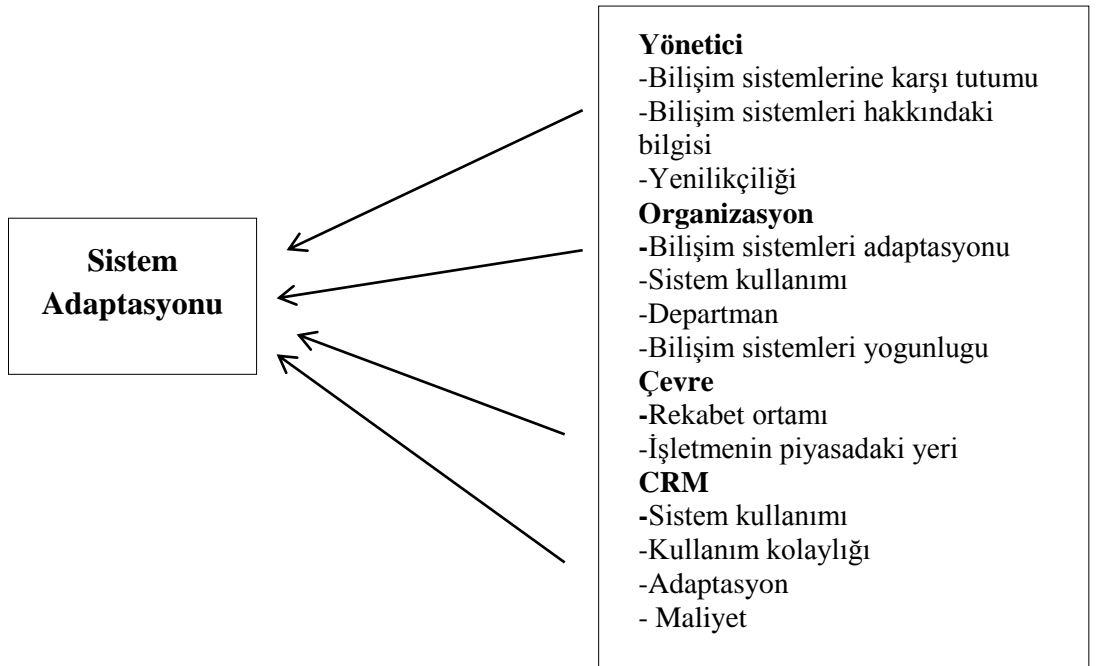 Sistem
Adaptasyonu
Yönetici
-Bilişim sistemlerine karşı tutumu
-Bilişim sistemleri hakkındaki
bilgisi
-Yenilikçiliği
Organizasyon
-Bilişim sistemleri adaptasyonu
-Sistem kullanımı
-Departman
-Bilişim sistemleri yogunlugu
Çevre
-Rekabet ortamı
-İşletmenin piyasadaki yeri
CRM
-Sistem kullanımı
-Kullanım kolaylığı
-Adaptasyon
- Maliyet